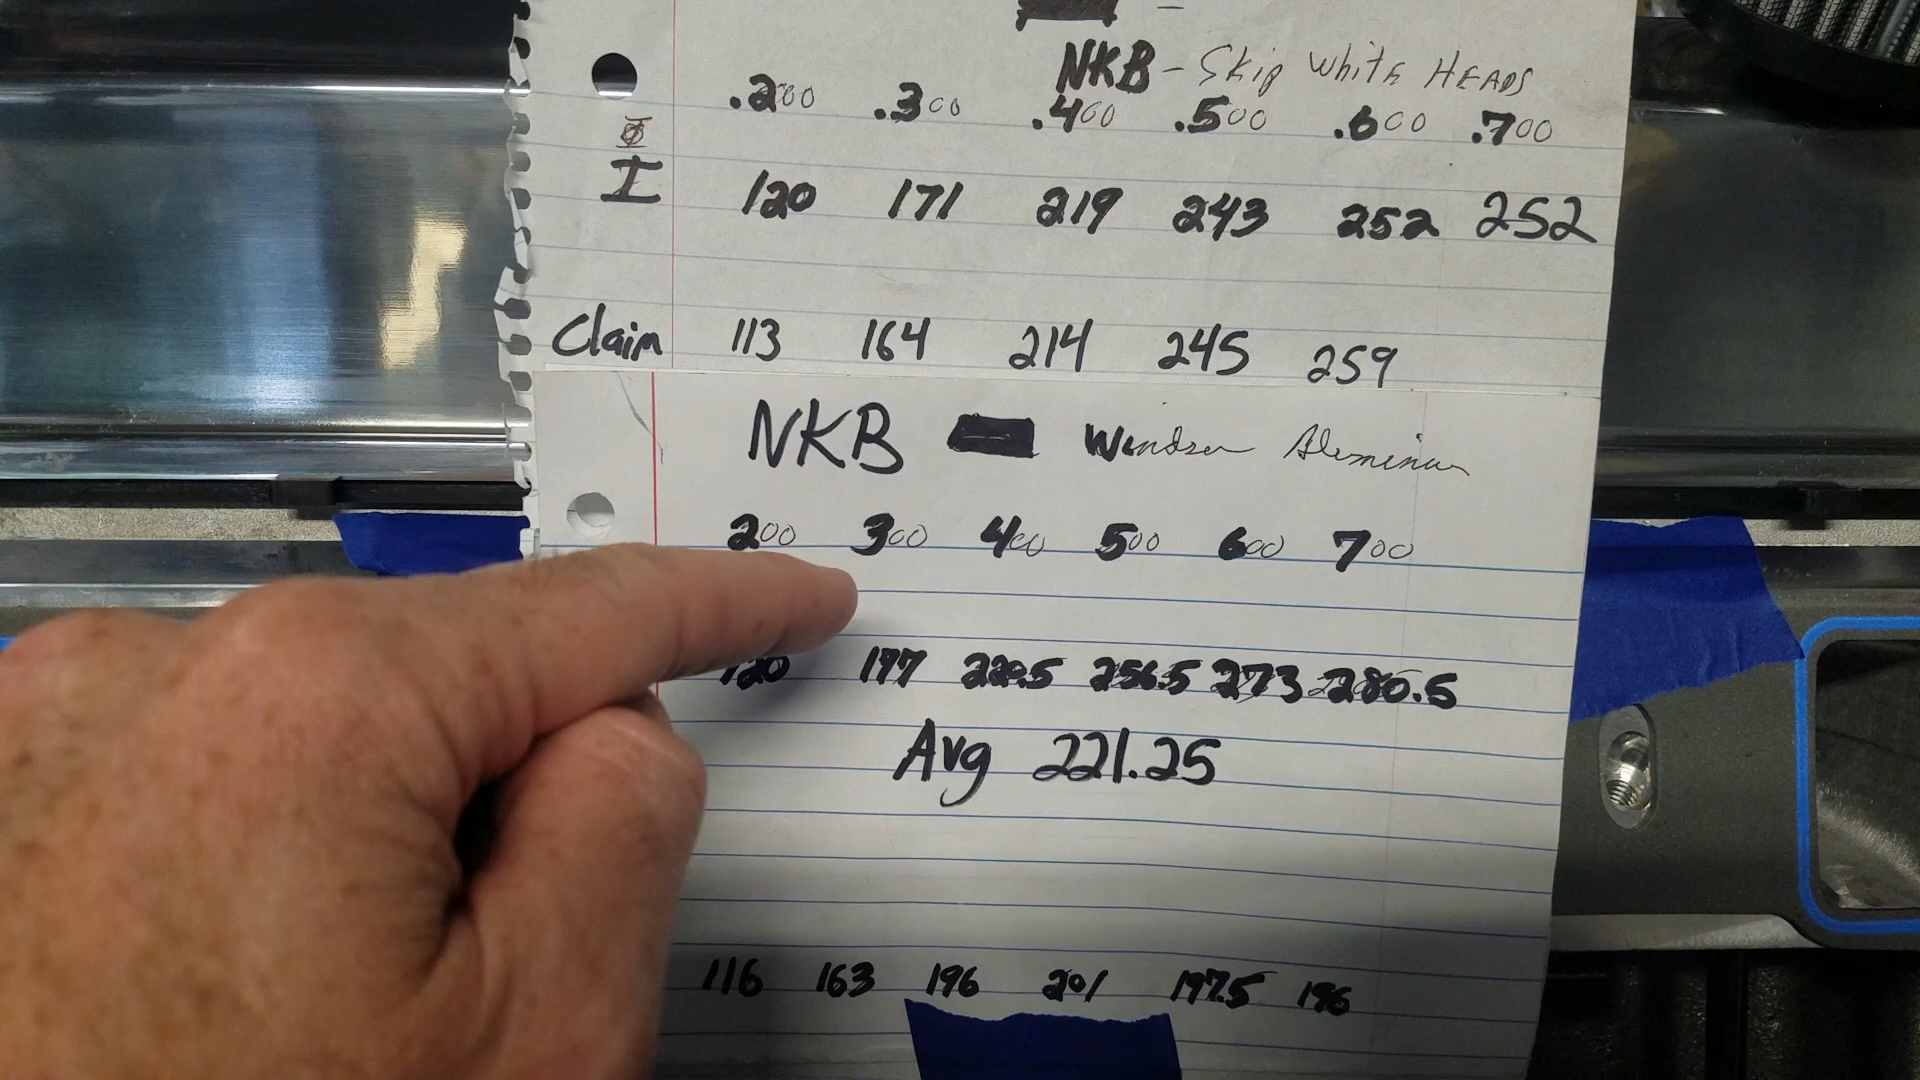 NKB - Skip White HEADS
.200 .300 .400 .500 .600 .700
I 120 171 219 243 252 252
Claim 113 164 214 245 259
NKB Windsor Aluminum
200 300 400 500 600 700
120 177 229.5 256.5 273 280.5
Avg 221.25
116 163 196 201 197.5 196